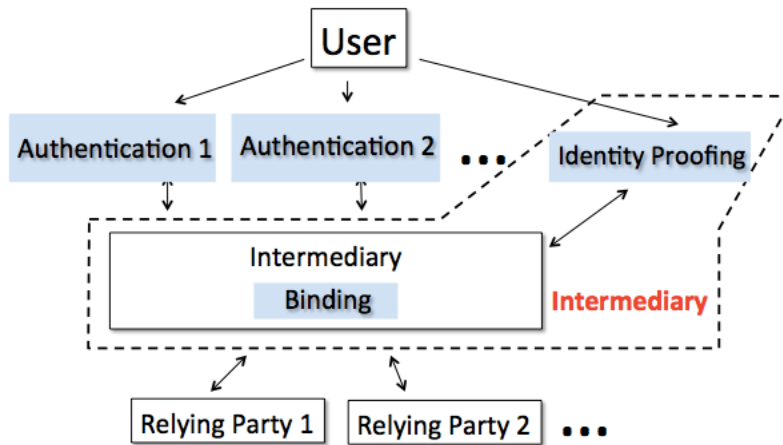 User
Authentication 1
Authentication 2
...
Identity Proofing
Intermediary
Binding
Intermediary
Relying Party 1
Relying Party 2
...